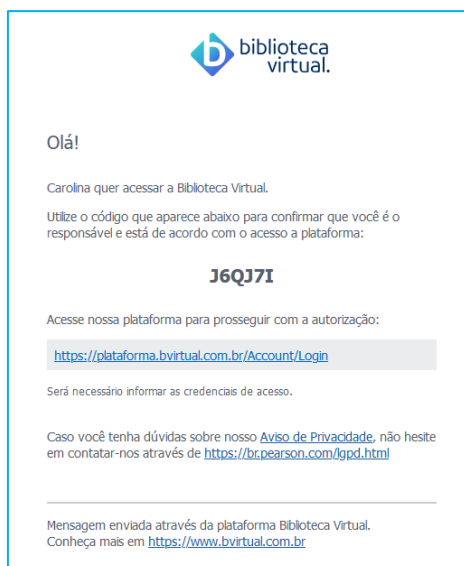 biblioteca
virtual.
Olá!
Carolina quer acessar a Biblioteca Virtual.
Utilize o código que aparece abaixo para confirmar que você é o
responsável e está de acordo com o acesso a plataforma:
J6QJ7I
Acesse nossa plataforma para prosseguir com a autorização:
https://plataforma.bvirtual.com.br/Account/Login
Será necessário informar as credenciais de acesso.
Caso você tenha dúvidas sobre nosso Aviso de Privacidade, não hesite
em contatar-nos através de https://br.pearson.com/lgpd.html
Mensagem enviada através da plataforma Biblioteca Virtual.
Conheça mais em https://www.bvirtual.com.br